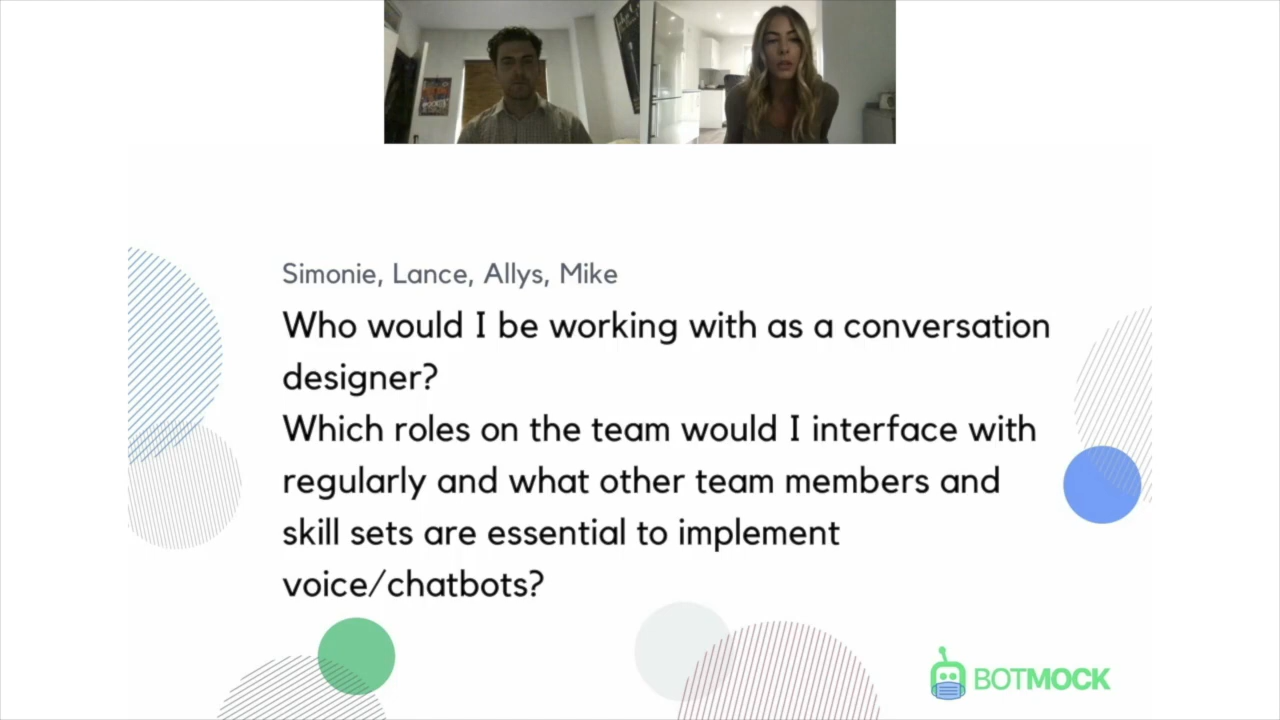 Simonie, Lance, Allys, Mike
Who would I be working with as a conversation
designer?
Which roles on the team would I interface with
regularly and what other team members and
skill sets are essential to implement
voice/chatbots?
BOTMOCK